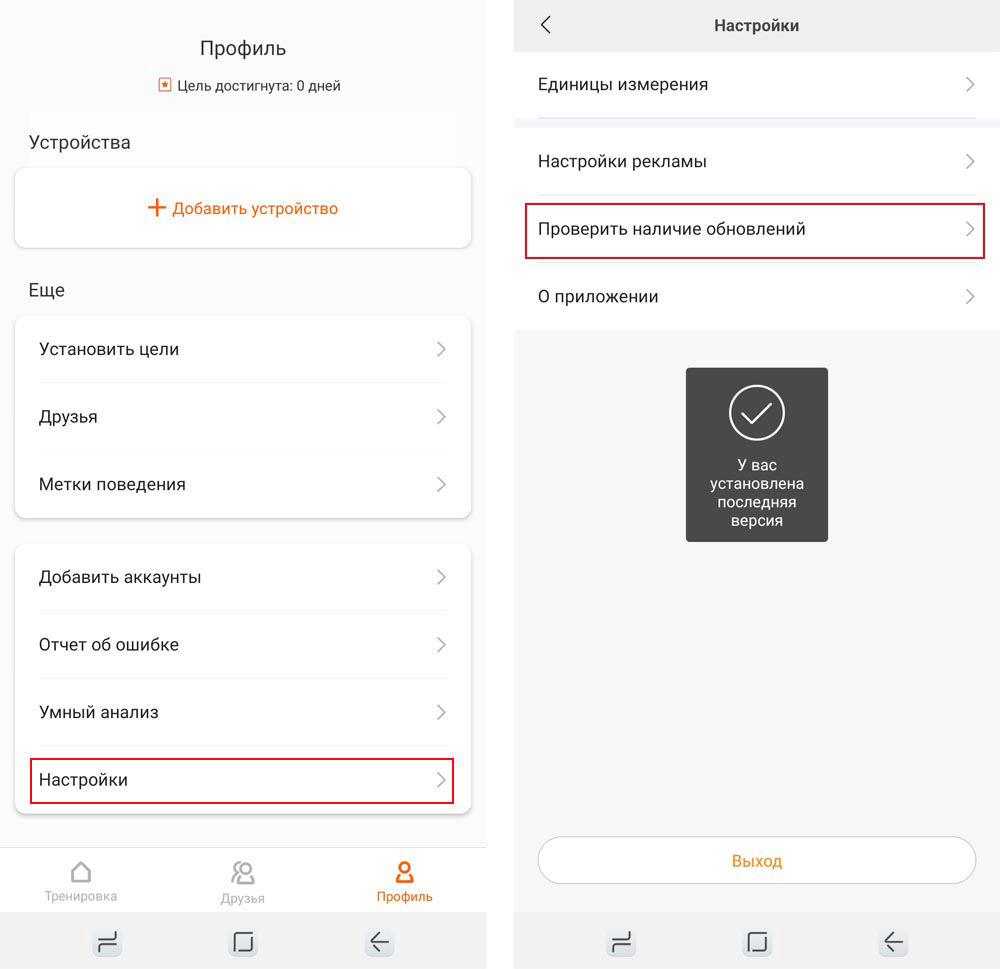 Профиль
Цель достигнута: 0 дней
Устройства
Добавить устройство
Еще
Установить цели
Друзья
Метки поведения
Добавить аккаунты
Отчет об ошибке
Умный анализ
Настройки
Тренировка
Друзья
Профиль
Настройки
Единицы измерения
Настройки рекламы
Проверить наличие обновлений
О приложении
У вас
установлена
последняя
версия
Выход